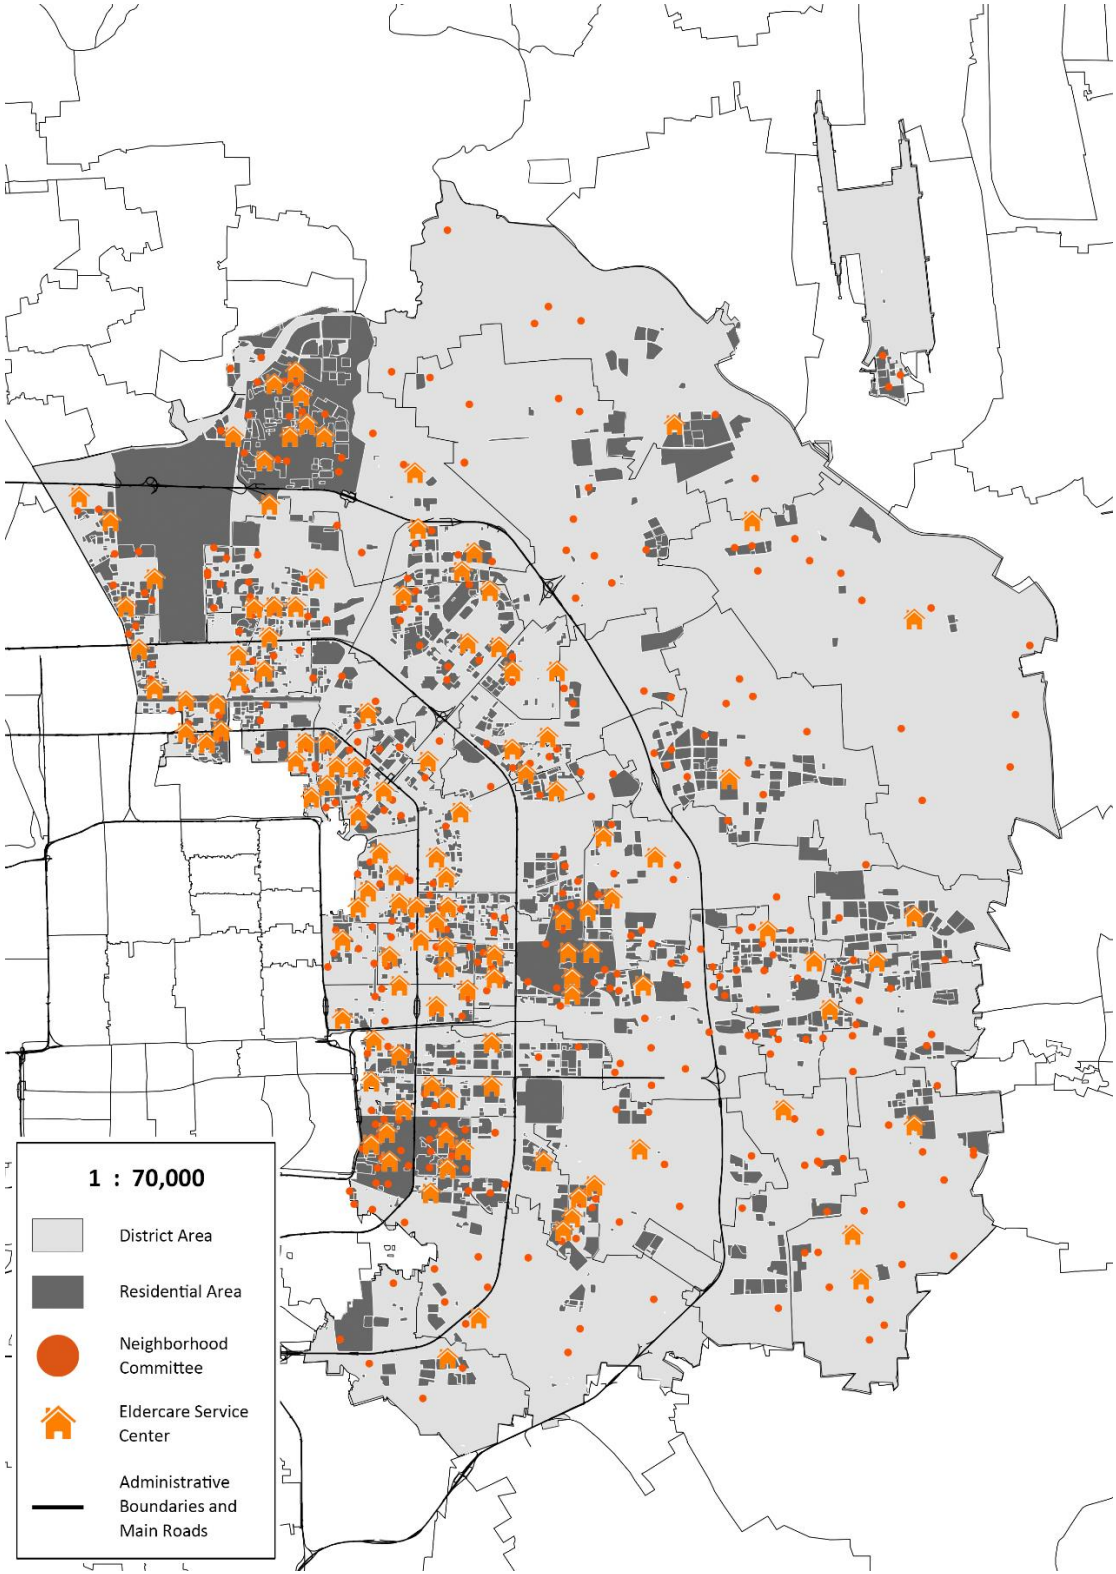 1 : 70,000
District Area
Residential Area
Neighborhood
Committee
Eldercare Service
Center
Administrative
Boundaries and
Main Roads